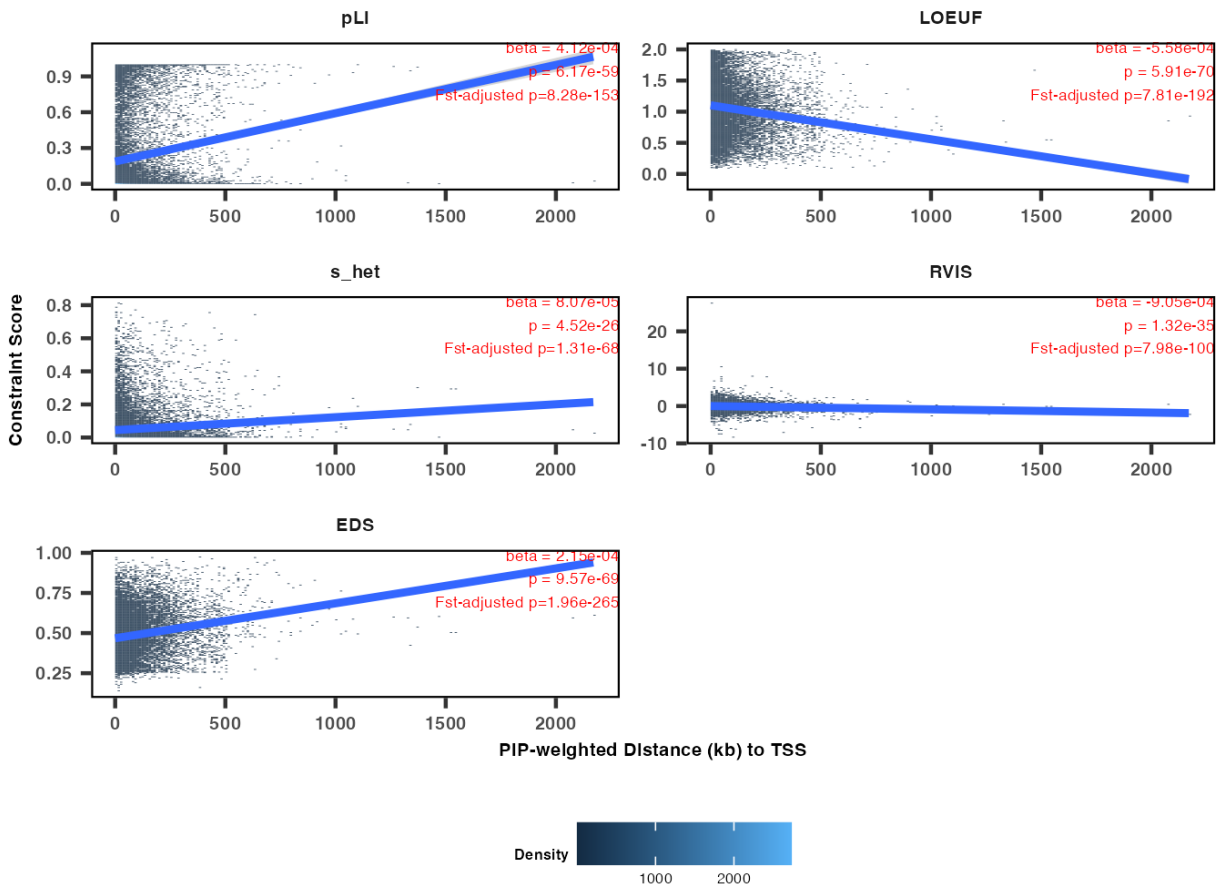 pLI
LOEUF
beta = 4.12e-04
p = 6.17e-59
Fst-adjusted p=8.28e-153
0.9
0.6
0.3
0.0
0
500
1000
1500
2000
beta = -5.58e-04
p = 5.91e-70
Fst-adjusted p=7.81e-192
2.0
1.5
1.0
0.5
0.0
0
500
1000
1500
2000
s_het
RVIS
Constraint Score
beta = 8.07e-05
p = 4.52e-26
Fst-adjusted p=1.31e-68
0.8
0.6
0.4
0.2
0.0
0
500
1000
1500
2000
beta = -9.05e-04
p = 1.32e-35
Fst-adjusted p=7.98e-100
20
10
0
-10
0
500
1000
1500
2000
EDS
beta = 2.15e-04
p = 9.57e-69
Fst-adjusted p=1.96e-265
1.00
0.75
0.50
0.25
0
500
1000
1500
2000
PIP-weighted Distance (kb) to TSS
Density
1000
2000